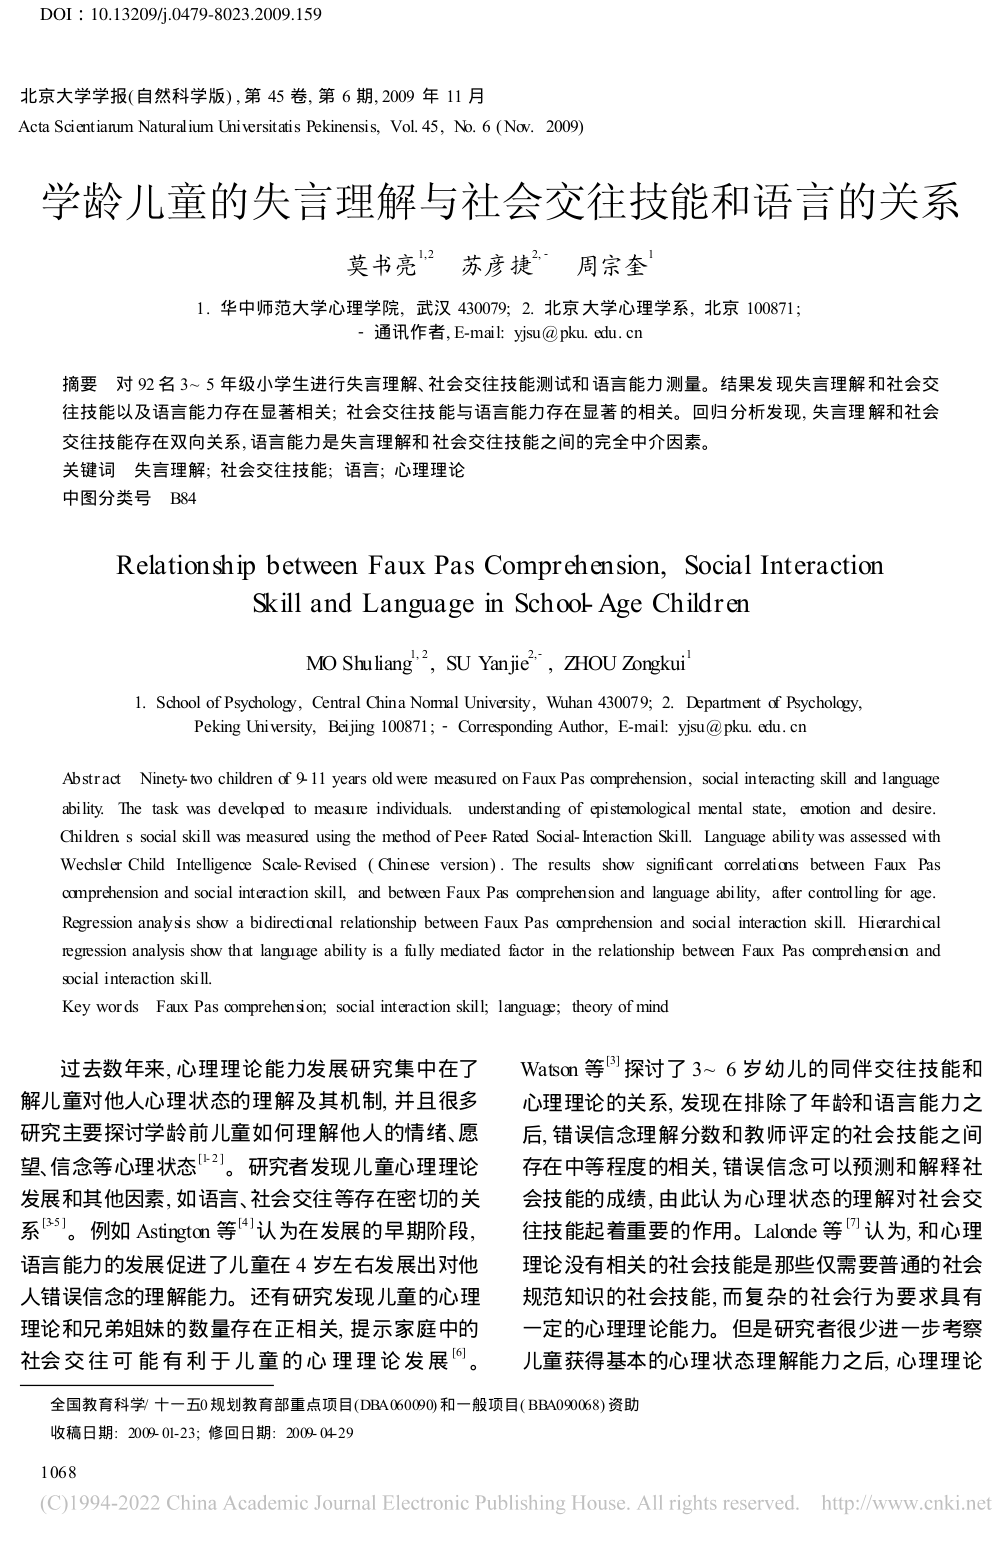 DOI：10.13209/j.0479-8023.2009.159
北京大学学报(自然科学版), 第 45 卷, 第 6 期, 2009 年 11 月
Acta Scientiarum Naturalium Universitatis Pekinensis, Vol. 45, No. 6 (Nov. 2009)
学龄儿童的失言理解与社会交往技能和语言的关系
莫书亮1,2 苏彦捷2,- 周宗奎1
1. 华中师范大学心理学院, 武汉 430079; 2. 北京大学心理学系, 北京 100871;
- 通讯作者, E-mail: yjsu@pku.edu.cn
摘要 对 92 名 3~ 5 年级小学生进行失言理解、社会交往技能测试和语言能力测量。结果发现失言理解和社会交
往技能以及语言能力存在显著相关; 社会交往技能与语言能力存在显著的相关。回归分析发现, 失言理解和社会
交往技能存在双向关系, 语言能力是失言理解和社会交往技能之间的完全中介因素。
关键词 失言理解; 社会交往技能; 语言; 心理理论
中图分类号 B84
Relationship between Faux Pas Comprehension, Social Interaction
Skill and Language in School-Age Children
MO Shuliang1,2, SU Yanjie2,-, ZHOU Zongkui1
1. School of Psychology, Central China Normal University, Wuhan 430079; 2. Department of Psychology,
Peking University, Beijing 100871; - Corresponding Author, E-mail: yjsu@pku.edu.cn
Abstract Ninety-two children of 9-11 years old were measured on Faux Pas comprehension, social interacting skill and language
ability. The task was developed to measure individuals. understanding of epistemological mental state, emotion and desire.
Children. s social skill was measured using the method of Peer-Rated Social-Interaction Skill. Language ability was assessed with
Wechsler Child Intelligence Scale-Revised (Chinese version). The results show significant correlations between Faux Pas
comprehension and social interaction skill, and between Faux Pas comprehension and language ability, after controlling for age.
Regression analysis show a bidirectional relationship between Faux Pas comprehension and social interaction skill. Hierarchical
regression analysis show that language ability is a fully mediated factor in the relationship between Faux Pas comprehension and
social interaction skill.
Key words Faux Pas comprehension; social interaction skill; language; theory of mind
过去数年来, 心理理论能力发展研究集中在了
解儿童对他人心理状态的理解及其机制, 并且很多
研究主要探讨学龄前儿童如何理解他人的情绪、愿
望、信念等心理状态[1-2]。研究者发现儿童心理理论
发展和其他因素, 如语言、社会交往等存在密切的关
系[3-5]。例如 Astington 等[4]认为在发展的早期阶段,
语言能力的发展促进了儿童在 4 岁左右发展出对他
人错误信念的理解能力。还有研究发现儿童的心理
理论和兄弟姐妹的数量存在正相关, 提示家庭中的
社会交往可能有利于儿童的心理理论发展[6]。
Watson 等[3]探讨了 3~ 6 岁幼儿的同伴交往技能和
心理理论的关系, 发现在排除了年龄和语言能力之
后, 错误信念理解分数和教师评定的社会技能之间
存在中等程度的相关, 错误信念可以预测和解释社
会技能的成绩, 由此认为心理状态的理解对社会交
往技能起着重要的作用。Lalonde 等[7]认为, 和心理
理论没有相关的社会技能是那些仅需要普通的社会
规范知识的社会技能, 而复杂的社会行为要求具有
一定的心理理论能力。但是研究者很少进一步考察
儿童获得基本的心理状态理解能力之后, 心理理论
全国教育科学/ 十一五0规划教育部重点项目(DBA060090)和一般项目(BBA090068)资助
收稿日期: 2009-01-23; 修回日期: 2009-04-29
1068
(C)1994-2022 China Academic Journal Electronic Publishing House. All rights reserved. http://www.cnki.net